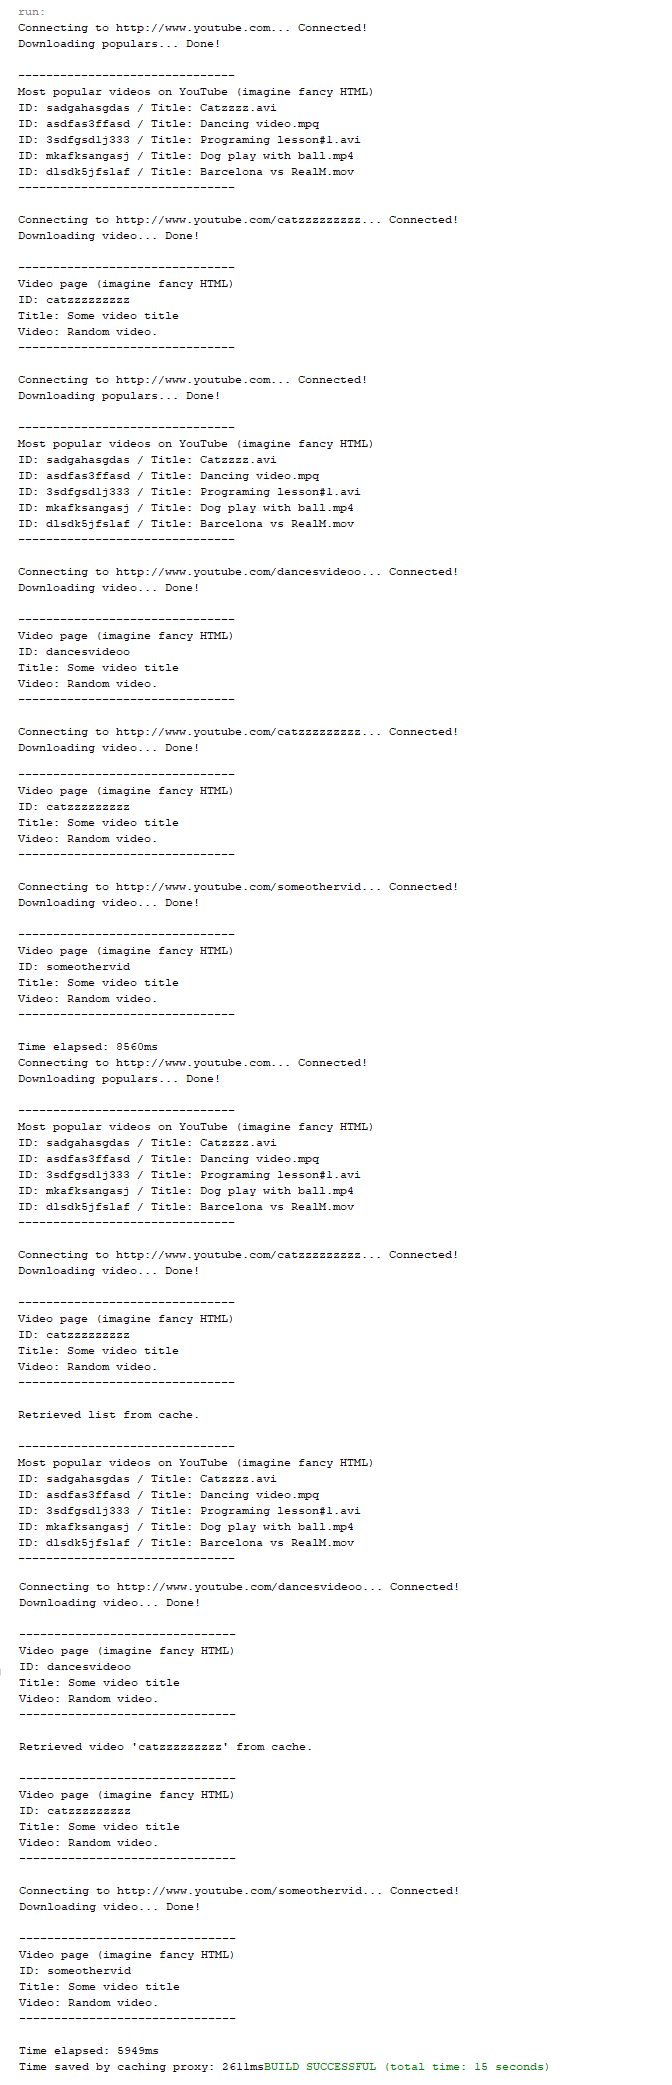 run:
Connecting to http://www.youtube.com... Connected!
Downloading populars... Done!

-------------------------------
Most popular videos on YouTube (imagine fancy HTML)
ID: sadgahasgdas / Title: Catzzzz.avi
ID: asdfas3ffasd / Title: Dancing video.mpq
ID: 3sdfgsdlj333 / Title: Programing lesson#1.avi
ID: mkafksangasj / Title: Dog play with ball.mp4
ID: dlsdk5jfslaf / Title: Barcelona vs RealM.mov
-------------------------------

Connecting to http://www.youtube.com/catzzzzzzzzz... Connected!
Downloading video... Done!

-------------------------------
Video page (imagine fancy HTML)
ID: catzzzzzzzzz
Title: Some video title
Video: Random video.
-------------------------------

Connecting to http://www.youtube.com... Connected!
Downloading populars... Done!

-------------------------------
Most popular videos on YouTube (imagine fancy HTML)
ID: sadgahasgdas / Title: Catzzzz.avi
ID: asdfas3ffasd / Title: Dancing video.mpq
ID: 3sdfgsdlj333 / Title: Programing lesson#1.avi
ID: mkafksangasj / Title: Dog play with ball.mp4
ID: dlsdk5jfslaf / Title: Barcelona vs RealM.mov
-------------------------------

Connecting to http://www.youtube.com/dancesvideoo... Connected!
Downloading video... Done!

-------------------------------
Video page (imagine fancy HTML)
ID: dancesvideoo
Title: Some video title
Video: Random video.
-------------------------------

Connecting to http://www.youtube.com/catzzzzzzzzz... Connected!
Downloading video... Done!

-------------------------------
Video page (imagine fancy HTML)
ID: catzzzzzzzzz
Title: Some video title
Video: Random video.
-------------------------------

Connecting to http://www.youtube.com/someothervid... Connected!
Downloading video... Done!

-------------------------------
Video page (imagine fancy HTML)
ID: someothervid
Title: Some video title
Video: Random video.
-------------------------------

Time elapsed: 8560ms
Connecting to http://www.youtube.com... Connected!
Downloading populars... Done!

-------------------------------
Most popular videos on YouTube (imagine fancy HTML)
ID: sadgahasgdas / Title: Catzzzz.avi
ID: asdfas3ffasd / Title: Dancing video.mpq
ID: 3sdfgsdlj333 / Title: Programing lesson#1.avi
ID: mkafksangasj / Title: Dog play with ball.mp4
ID: dlsdk5jfslaf / Title: Barcelona vs RealM.mov
-------------------------------

Connecting to http://www.youtube.com/catzzzzzzzzz... Connected!
Downloading video... Done!

-------------------------------
Video page (imagine fancy HTML)
ID: catzzzzzzzzz
Title: Some video title
Video: Random video.
-------------------------------

Retrieved list from cache.

-------------------------------
Most popular videos on YouTube (imagine fancy HTML)
ID: sadgahasgdas / Title: Catzzzz.avi
ID: asdfas3ffasd / Title: Dancing video.mpq
ID: 3sdfgsdlj333 / Title: Programing lesson#1.avi
ID: mkafksangasj / Title: Dog play with ball.mp4
ID: dlsdk5jfslaf / Title: Barcelona vs RealM.mov
-------------------------------

Connecting to http://www.youtube.com/dancesvideoo... Connected!
Downloading video... Done!

-------------------------------
Video page (imagine fancy HTML)
ID: dancesvideoo
Title: Some video title
Video: Random video.
-------------------------------

Retrieved video 'catzzzzzzzzz' from cache.

-------------------------------
Video page (imagine fancy HTML)
ID: catzzzzzzzzz
Title: Some video title
Video: Random video.
-------------------------------

Connecting to http://www.youtube.com/someothervid... Connected!
Downloading video... Done!

-------------------------------
Video page (imagine fancy HTML)
ID: someothervid
Title: Some video title
Video: Random video.
-------------------------------

Time elapsed: 5949ms
Time saved by caching proxy: 2611msBUILD SUCCESSFUL (total time: 15 seconds)